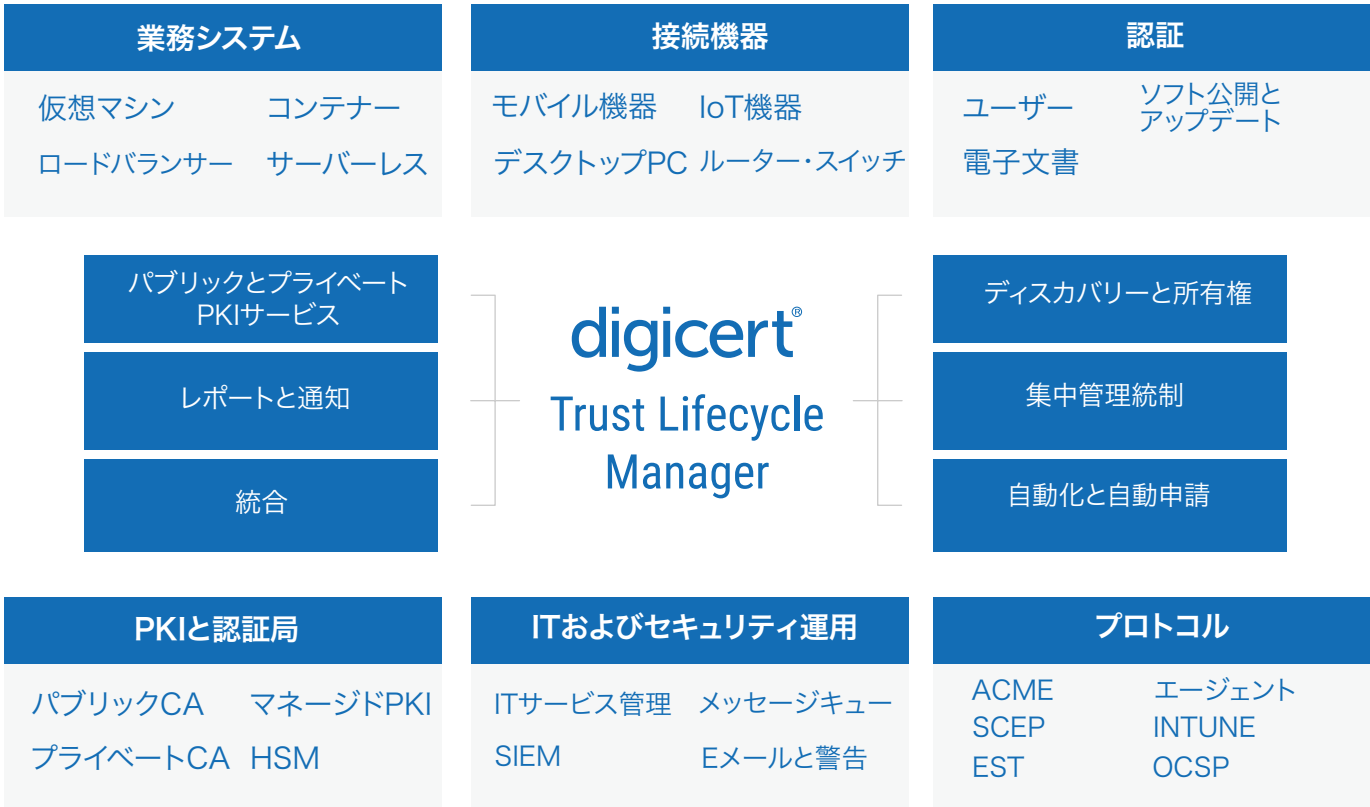 業務システム
仮想マシン コンテナー
ロードバランサー サーバーレス
接続機器
モバイル機器 IoT機器
デスクトップPC ルーター・スイッチ
認証
ユーザー ソフト公開と
アップデート
電子文書
パブリックとプライベート
PKIサービス
レポートと通知
統合
digicert®
Trust Lifecycle
Manager
ディスカバリーと所有権
集中管理統制
自動化と自動申請
PKIと認証局
パブリックCA マネージドPKI
プライベートCA HSM
ITおよびセキュリティ運用
ITサービス管理 メッセージキュー
SIEM Eメールと警告
プロトコル
ACME エージェント
SCEP INTUNE
EST OCSP